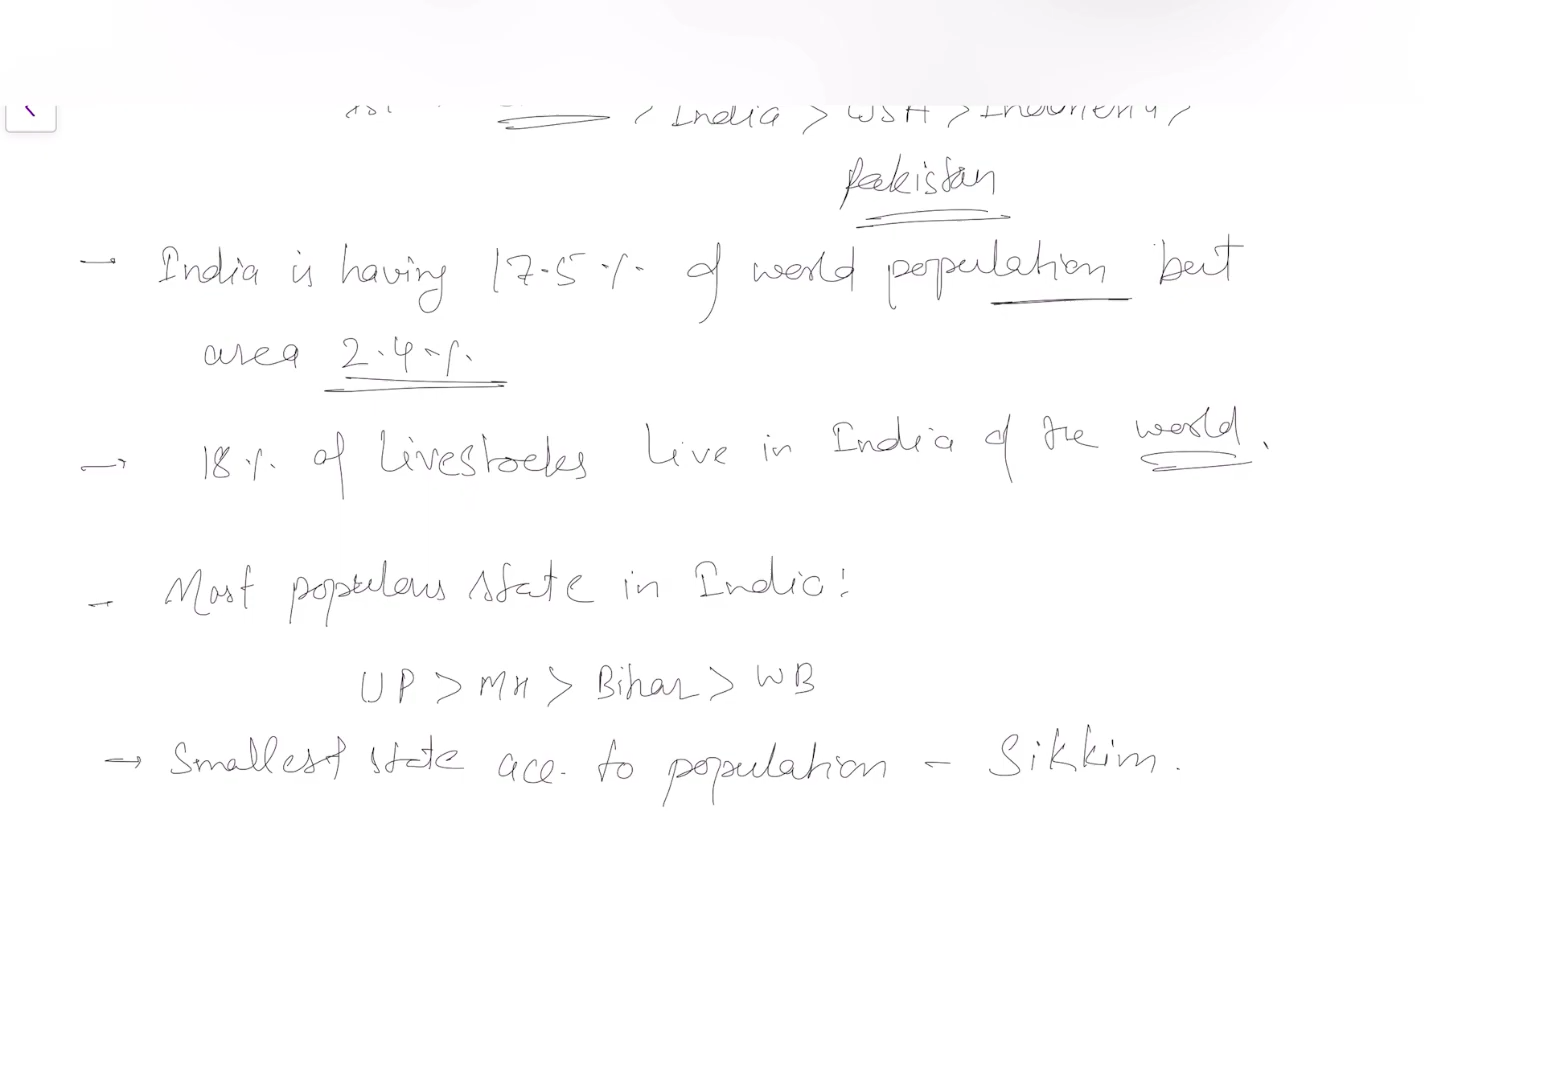 > India > USA > Indonesia >
Pakistan
→ India is having 17.5 % of world population but
area 2.4 %.
→ 18 % of Livestocks Live in India of the world.
- Most populous state in India:
UP > MH > Bihar > WB
→ Smallest state acc. to population - Sikkim.